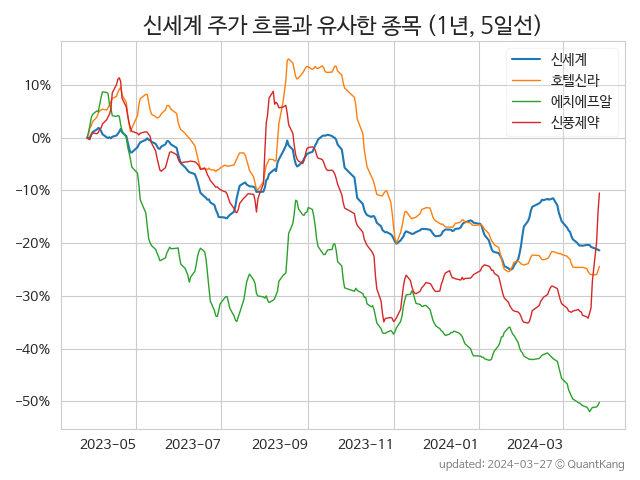 신세계 주가 흐름과 유사한 종목 (1년, 5일선)
신세계
호텔신라
에치에프알
신풍제약
10%
0%
−10%
−20%
−30%
−40%
−50%
2023-05 2023-07 2023-09 2023-11 2024-01 2024-03
updated: 2024-03-27 © QuantKang